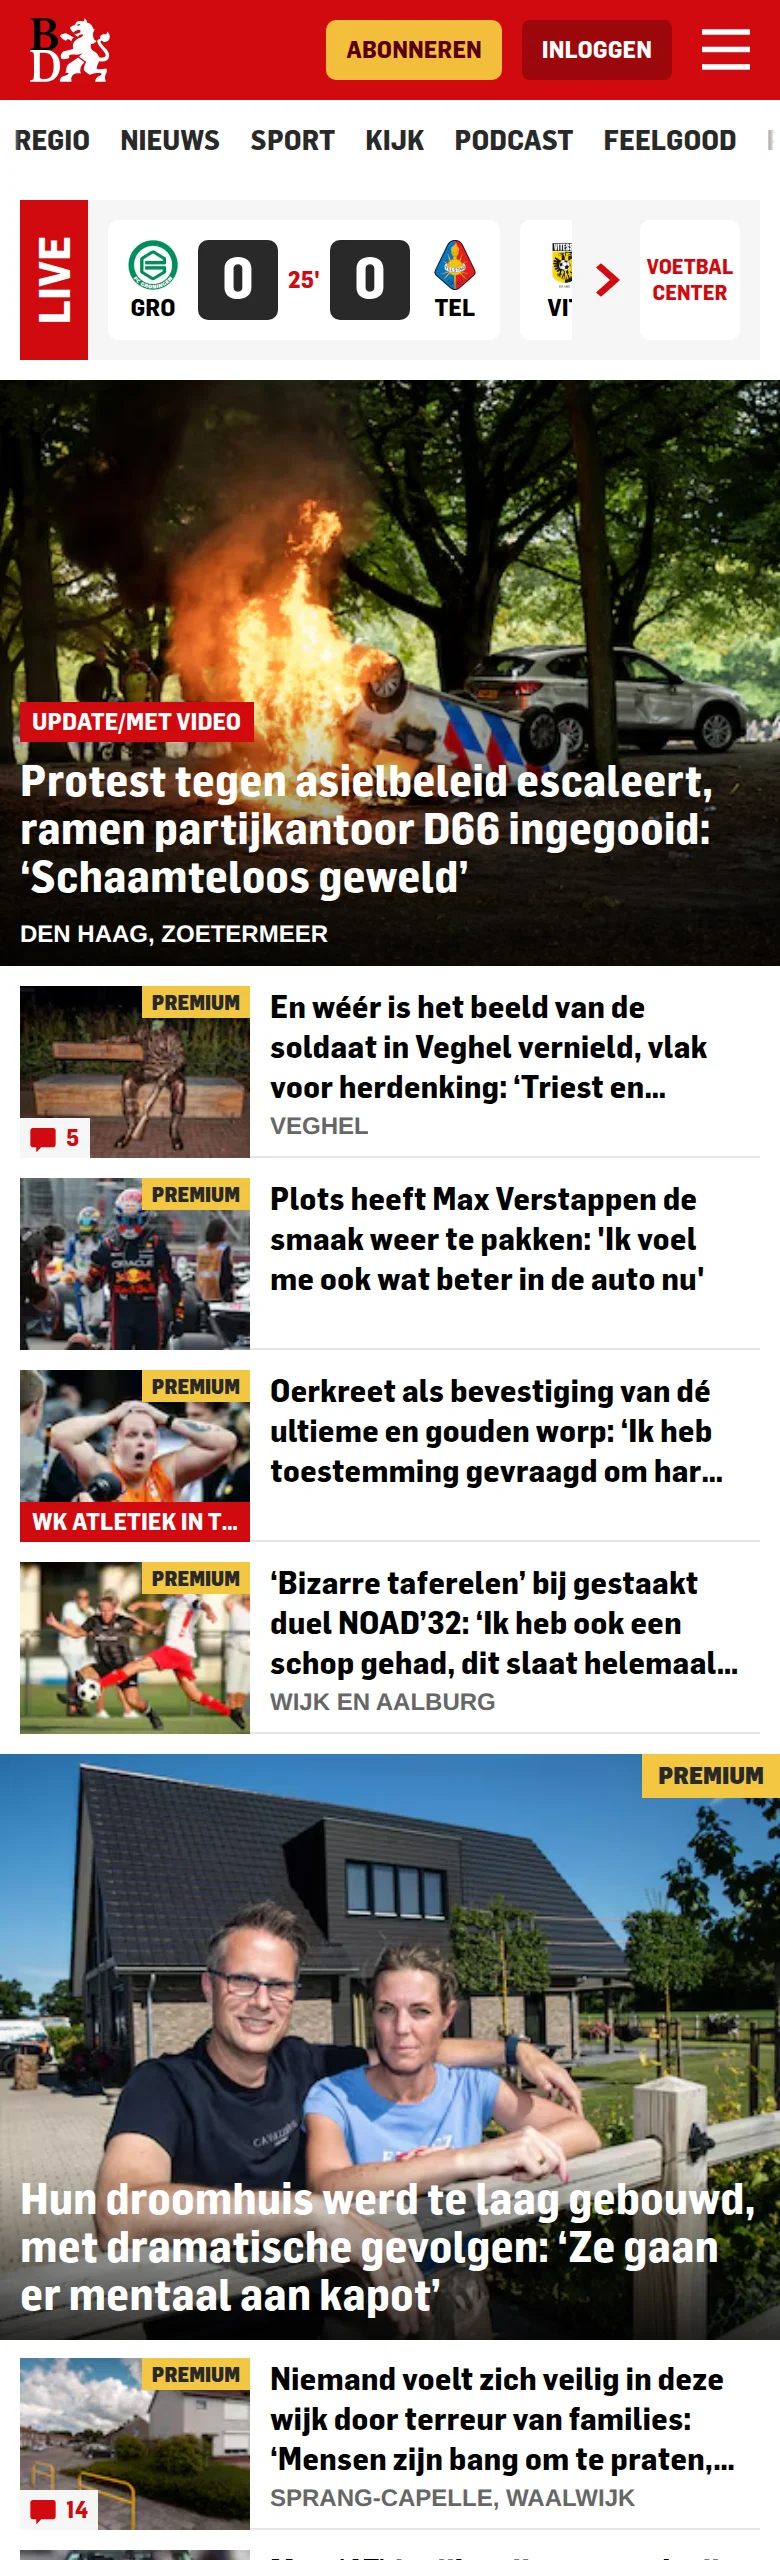 BD
ABONNEREN
INLOGGEN
REGIO NIEUWS SPORT KIJK PODCAST FEELGOOD
LIVE
GRO
0
25'
0
TEL
VIT
VOETBAL
CENTER
UPDATE/MET VIDEO
Protest tegen asielbeleid escaleert,
ramen partijkantoor D66 ingegooid:
‘Schaamteloos geweld’
DEN HAAG, ZOETERMEER
PREMIUM
5
En wéér is het beeld van de
soldaat in Veghel vernield, vlak
voor herdenking: ‘Triest en...
VEGHEL
PREMIUM
Plots heeft Max Verstappen de
smaak weer te pakken: 'Ik voel
me ook wat beter in de auto nu'
PREMIUM
WK ATLETIEK IN T...
Oerkreet als bevestiging van dé
ultieme en gouden worp: ‘Ik heb
toestemming gevraagd om har...
PREMIUM
‘Bizarre taferelen’ bij gestaakt
duel NOAD’32: ‘Ik heb ook een
schop gehad, dit slaat helemaal...
WIJK EN AALBURG
PREMIUM
Hun droomhuis werd te laag gebouwd,
met dramatische gevolgen: ‘Ze gaan
er mentaal aan kapot’
PREMIUM
14
Niemand voelt zich veilig in deze
wijk door terreur van families:
‘Mensen zijn bang om te praten,...
SPRANG-CAPELLE, WAALWIJK